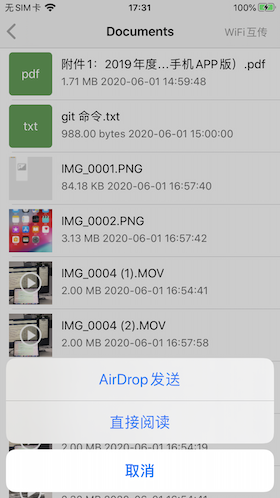 无SIM卡 17:31 100%
Documents WiFi互传
pdf
附件1：2019年度...手机APP版）.pdf
1.71 MB 2020-06-01 14:59:48
txt
git 命令.txt
988.00 bytes 2020-06-01 15:00:00
IMG_0001.PNG
84.18 KB 2020-06-01 16:57:40
IMG_0002.PNG
3.13 MB 2020-06-01 16:57:42
IMG_0004 (1).MOV
2.00 MB 2020-06-01 16:54:41
IMG_0004 (2).MOV
2.00 MB 2020-06-01 16:57:58
AirDrop发送
直接阅读
2.00 MB 2020-06-01 16:54:19
取消